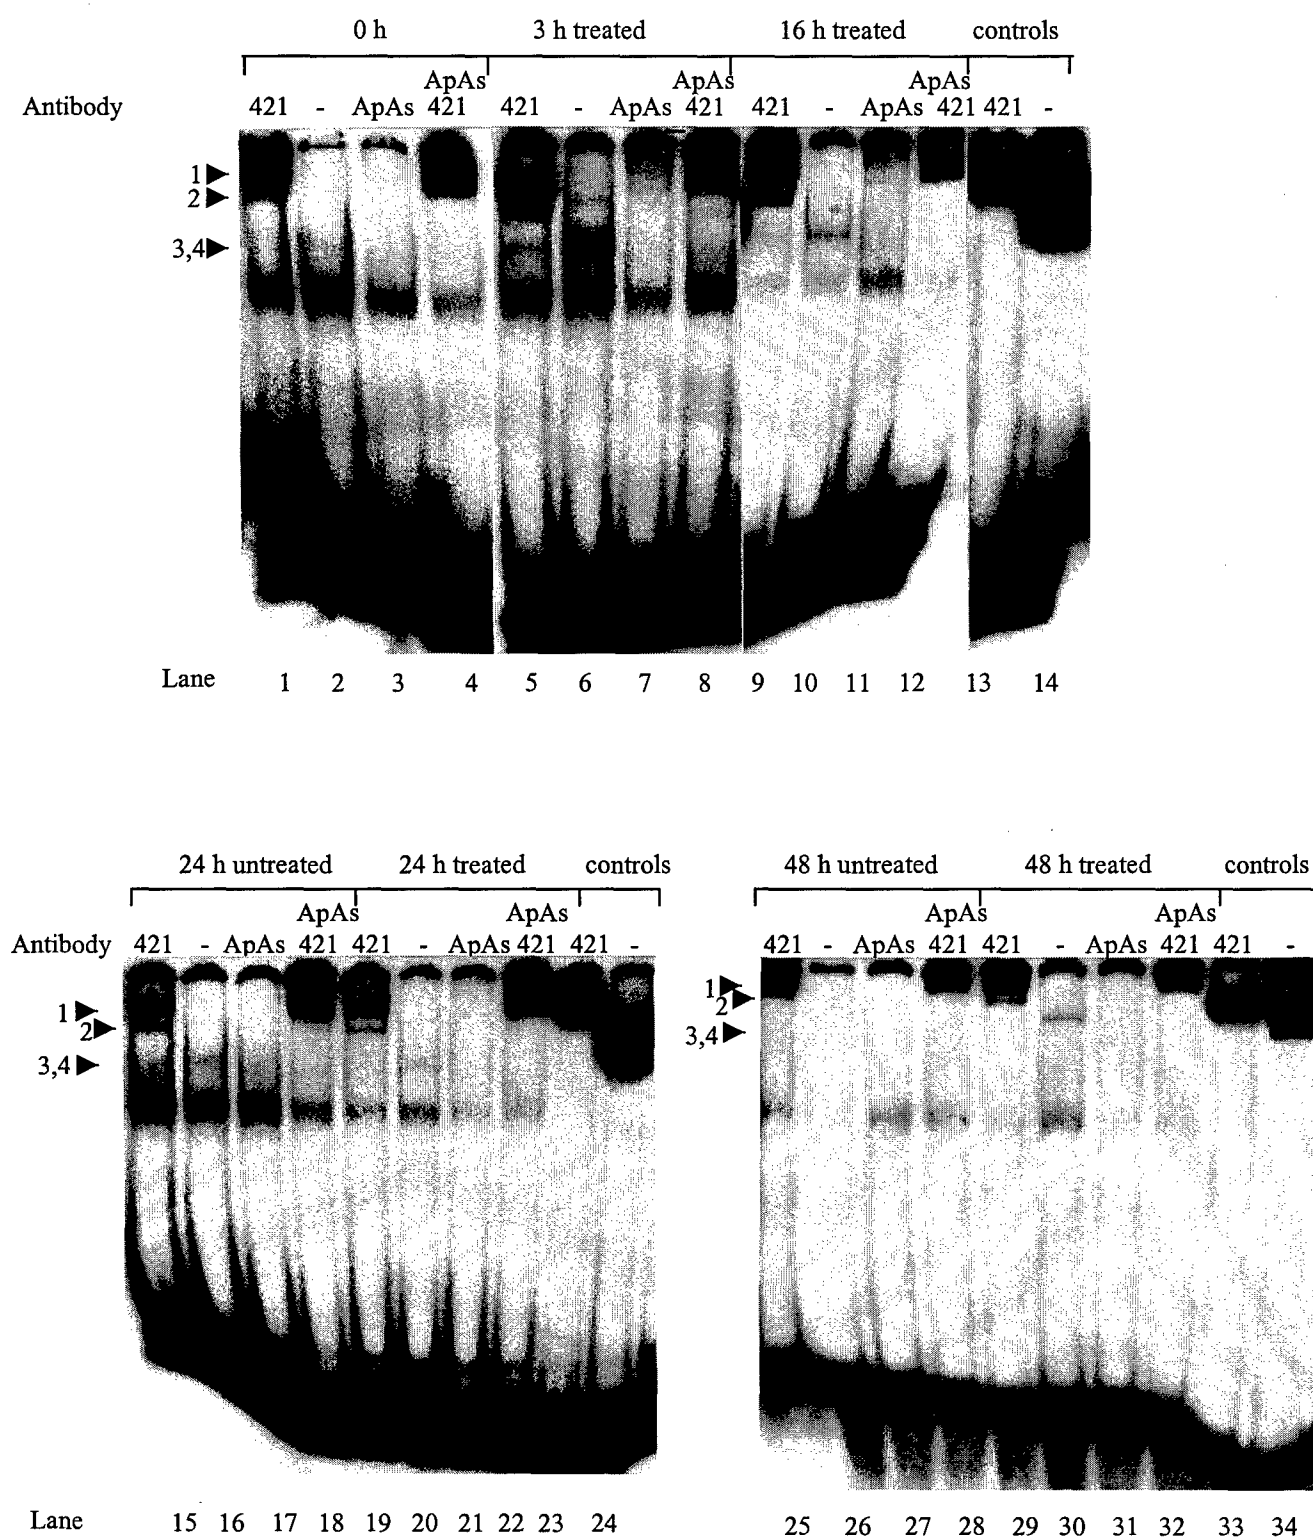 0 h 3 h treated 16 h treated controls
ApAs ApAs ApAs
Antibody 421 - ApAs 421 421 - ApAs 421 421 - ApAs 421 421 -
1
2
3,4
Lane 1 2 3 4 5 6 7 8 9 10 11 12 13 14
24 h untreated 24 h treated controls
ApAs ApAs
Antibody 421 - ApAs 421 421 - ApAs 421 421 -
1
2
3,4
Lane 15 16 17 18 19 20 21 22 23 24
48 h untreated 48 h treated controls
ApAs ApAs
421 - ApAs 421 421 - ApAs 421 421 -
1
2
3,4
25 26 27 28 29 30 31 32 33 34